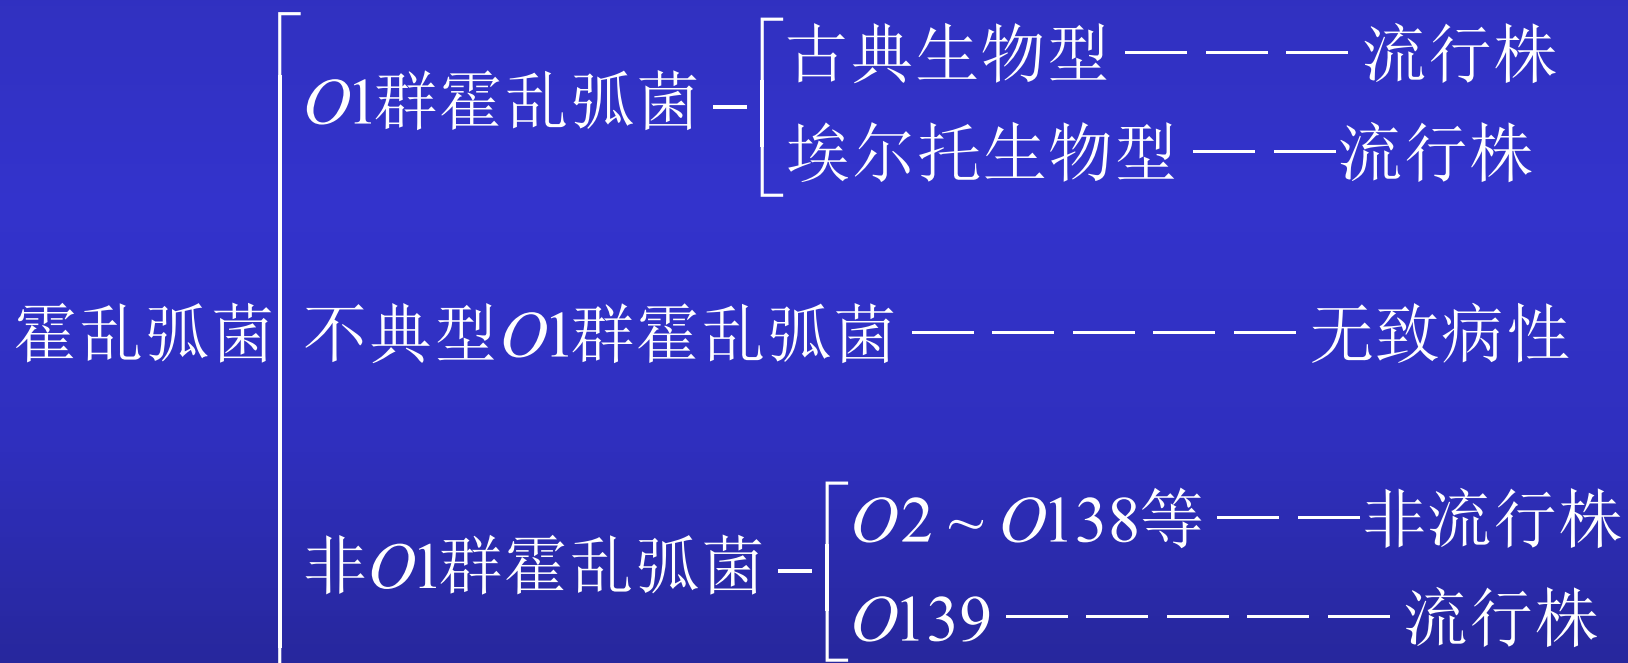 古典生物型———流行株
O1群霍乱弧菌–
埃尔托生物型——流行株
霍乱弧菌
不典型O1群霍乱弧菌—————无致病性
O2 ~ O138等——非流行株
非O1群霍乱弧菌–
O139—————流行株